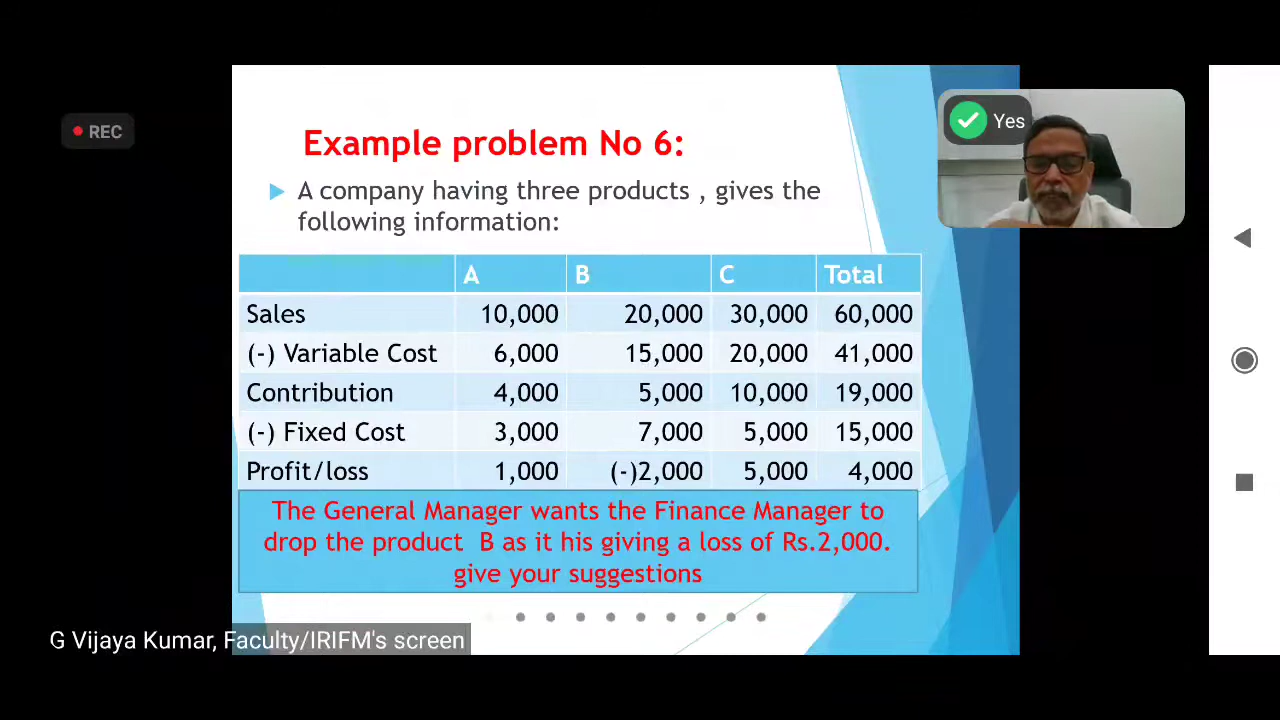 REC
Yes
Example problem No 6:
A company having three products , gives the
following information:
A B C Total
Sales 10,000 20,000 30,000 60,000
(-) Variable Cost 6,000 15,000 20,000 41,000
Contribution 4,000 5,000 10,000 19,000
(-) Fixed Cost 3,000 7,000 5,000 15,000
Profit/loss 1,000 (-)2,000 5,000 4,000
The General Manager wants the Finance Manager to
drop the product B as it his giving a loss of Rs.2,000.
give your suggestions
G Vijaya Kumar, Faculty/IRIFM's screen